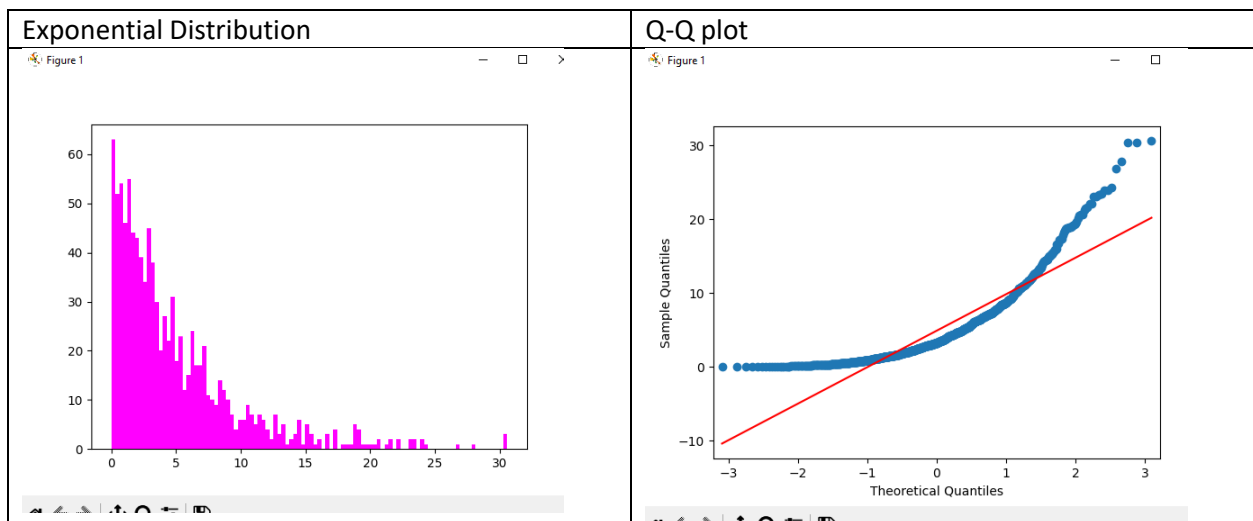 Exponential Distribution
Q-Q plot
Figure 1
60
50
40
30
20
10
0
0 5 10 15 20 25 30
Figure 1
30
20
10
0
−10
Sample Quantiles
−3 −2 −1 0 1 2 3
Theoretical Quantiles